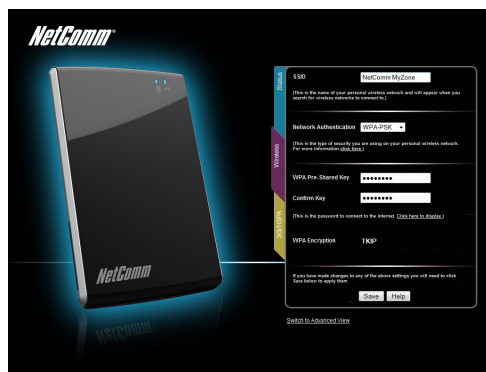 NetComm®
Status
SSID
NetComm MyZone
(This is the name of your personal wireless network and will appear when you
search for wireless networks to connect to.)
Network Authentication
WPA-PSK
(This is the type of security you are using on your personal wireless network.
For more information click here.)
Wireless
WPA Pre-Shared Key
••••••••
Confirm Key
••••••••
(This is the password to connect to the internet, Click here to display.)
3G/HSPA
WPA Encryption
TKIP
If you have made changes to any of the above settings you will need to click
Save below to apply them
Save
Help
Switch to Advanced View
NetComm